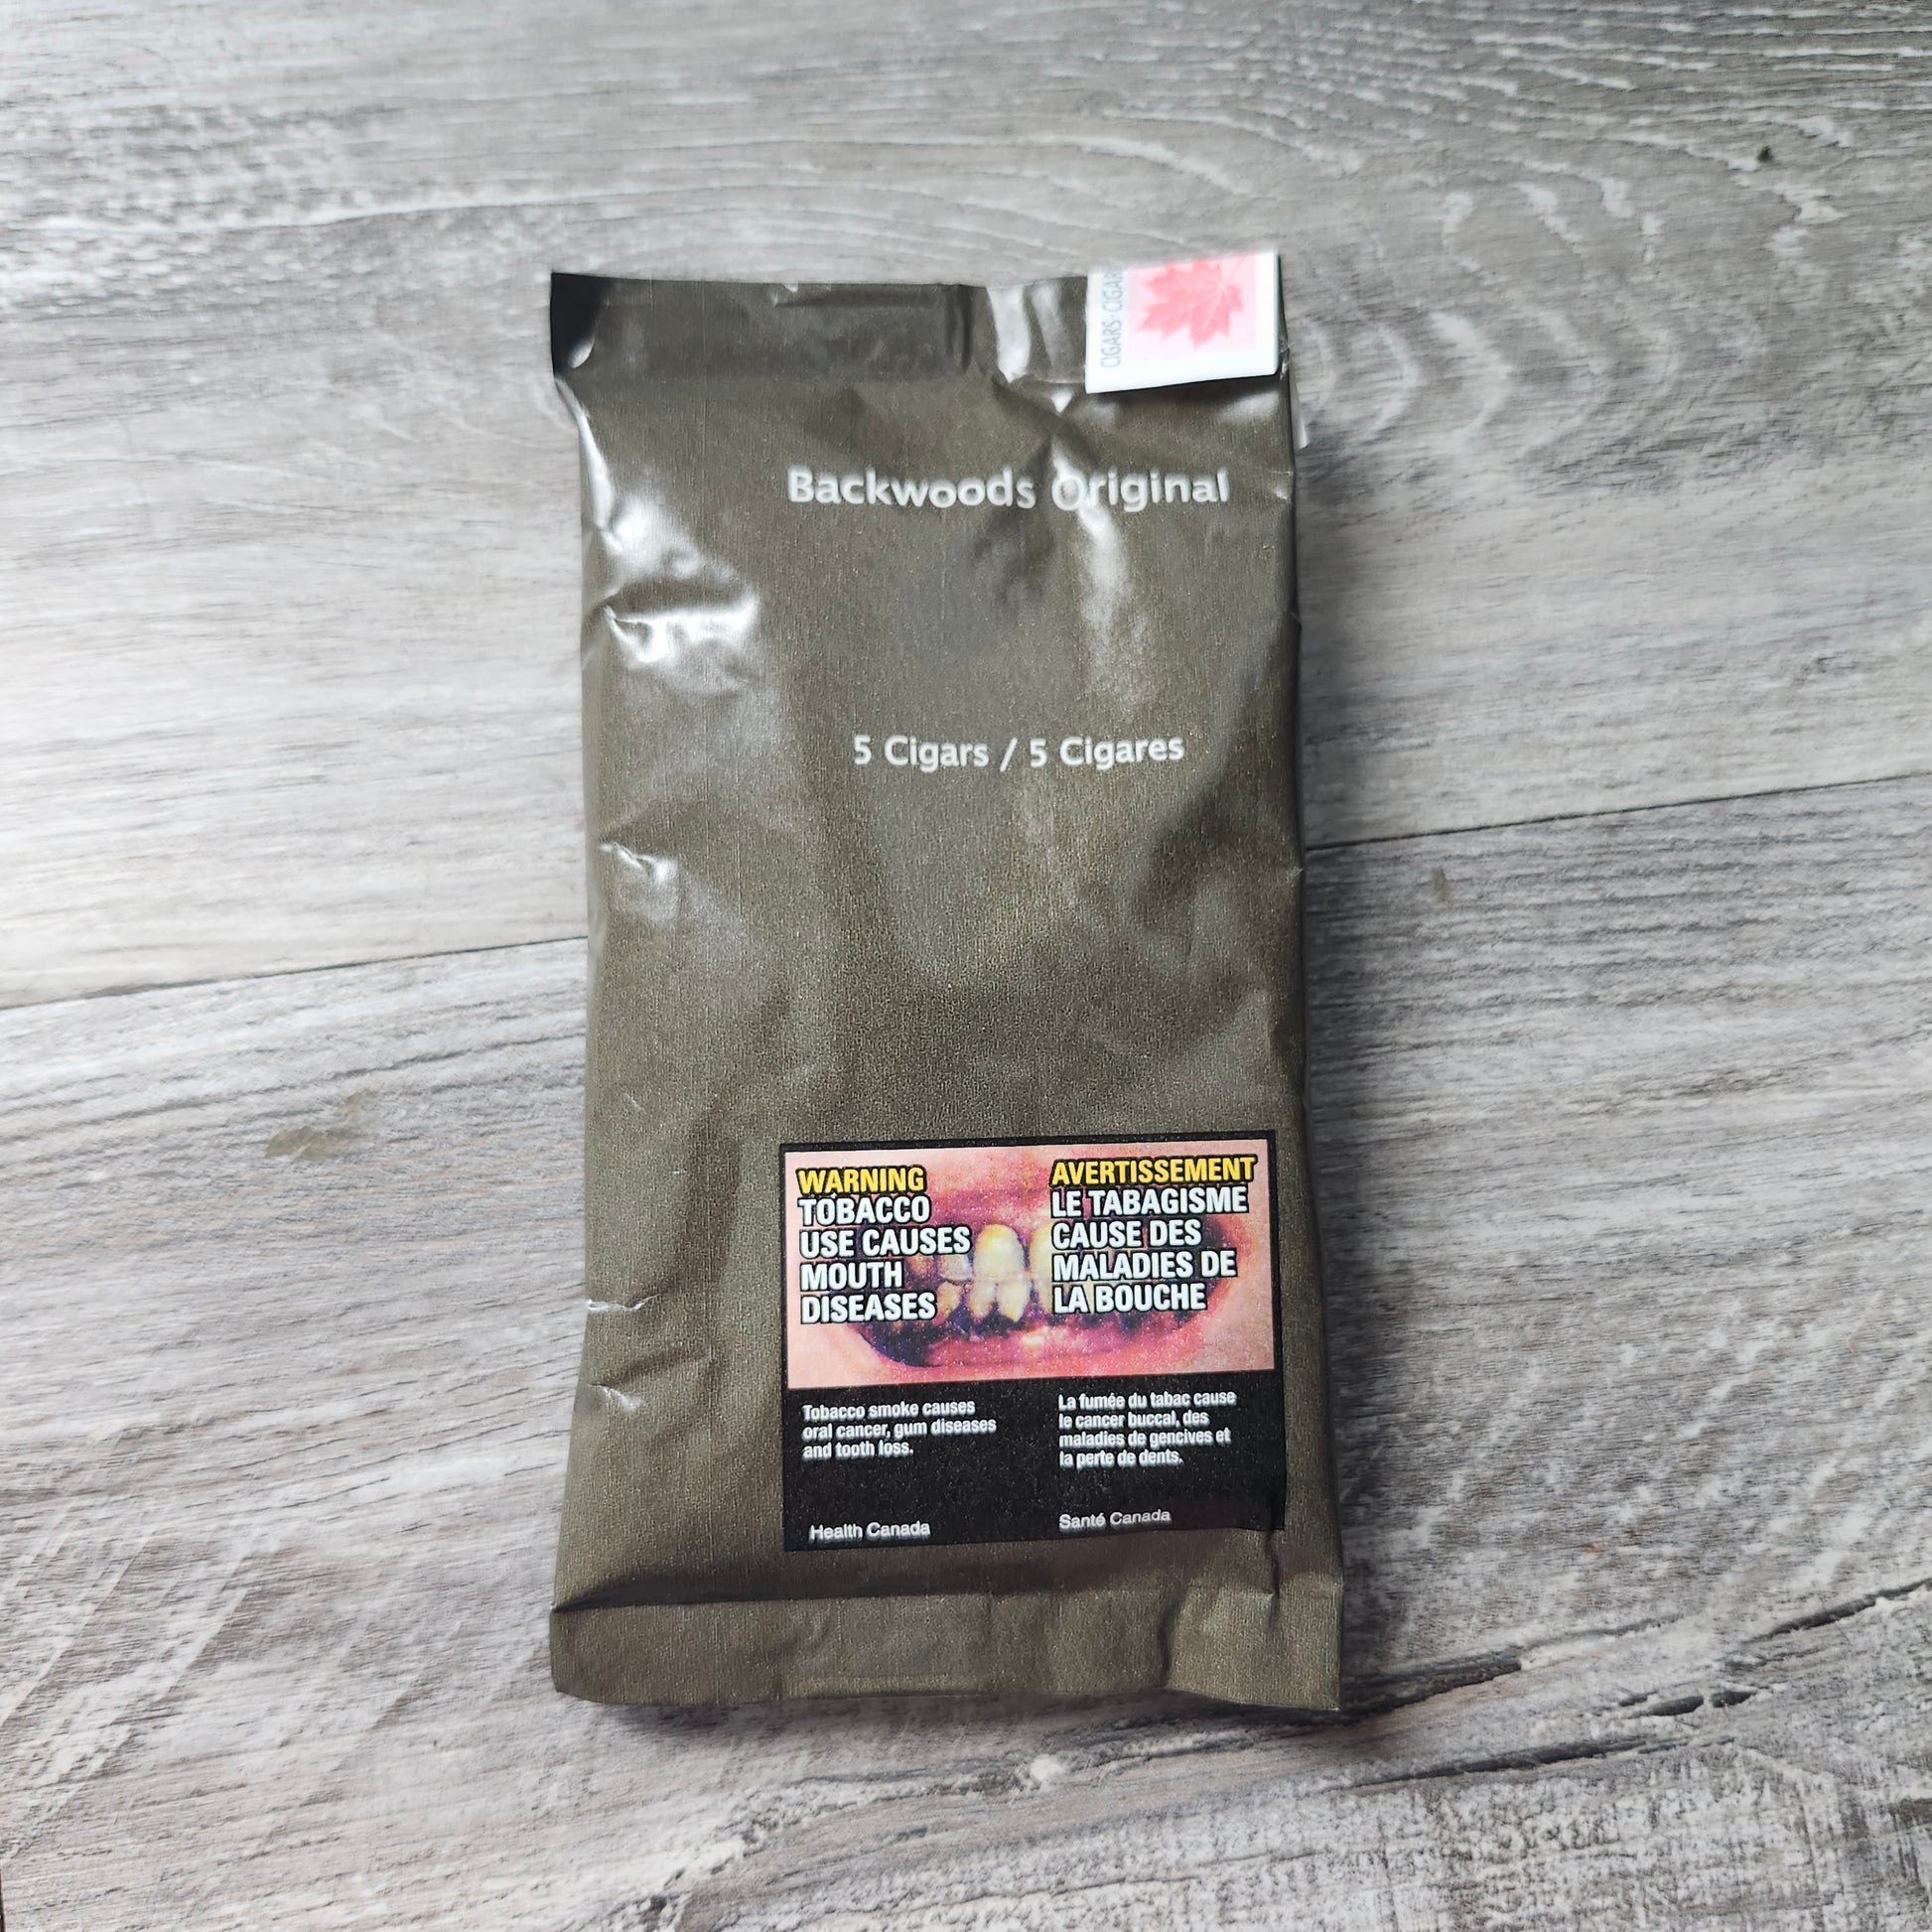 CIGARS · CIGAR
Backwoods Original
5 Cigars / 5 Cigares
WARNING
TOBACCO
USE CAUSES
MOUTH
DISEASES
AVERTISSEMENT
LE TABAGISME
CAUSE DES
MALADIES DE
LA BOUCHE
Tobacco smoke causes
oral cancer, gum diseases
and tooth loss.
La fumée du tabac cause
le cancer buccal, des
maladies de gencives et
la perte de dents.
Health Canada
Santé Canada